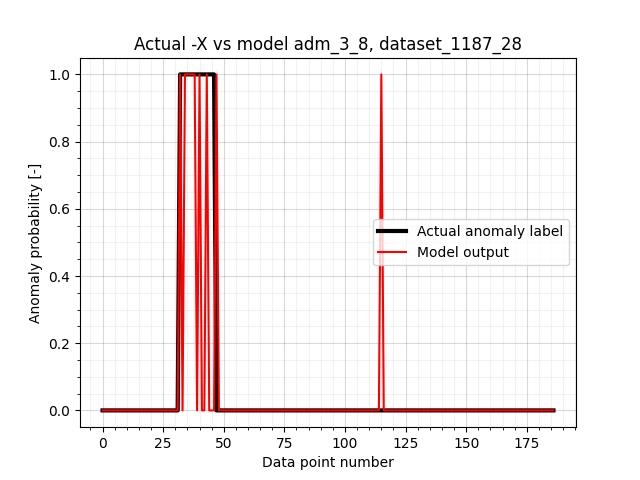 Actual -X vs model adm_3_8, dataset_1187_28
1.0
0.8
0.6
0.4
0.2
0.0
Anomaly probability [-]
Actual anomaly label
Model output
0 25 50 75 100 125 150 175
Data point number